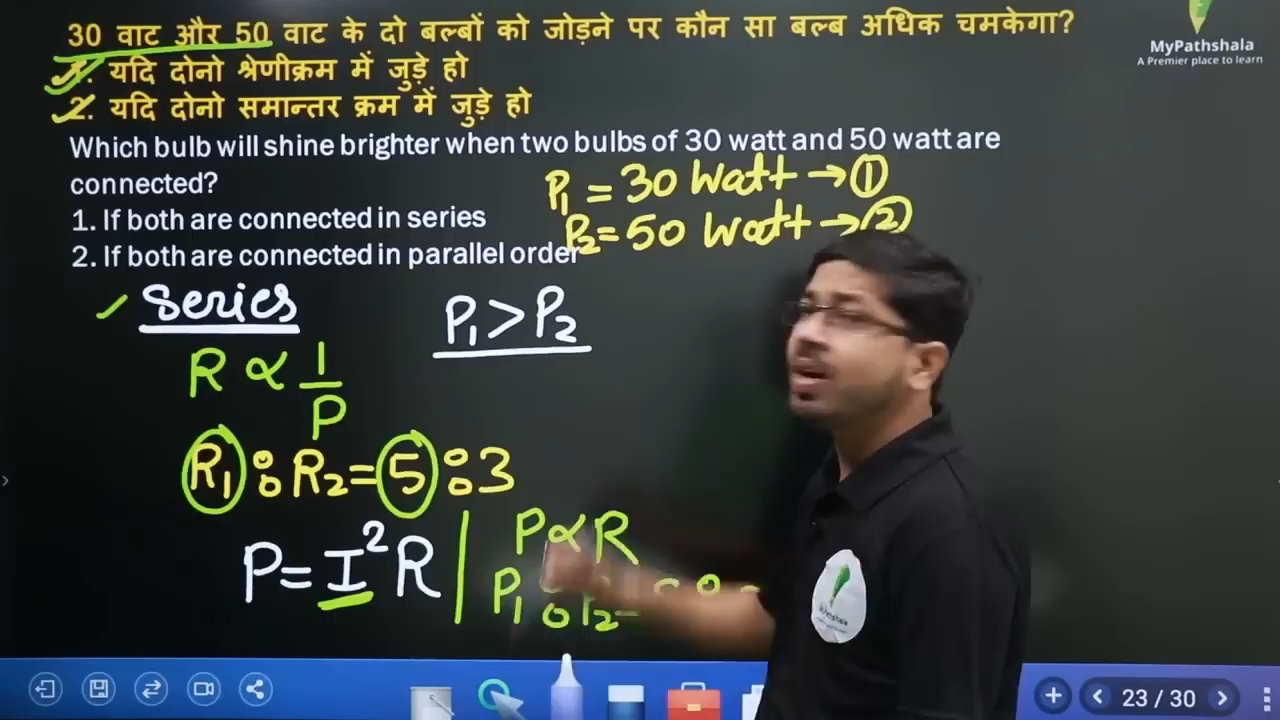 30 वाट और 50 वाट के दो बल्बों को जोड़ने पर कौन सा बल्ब अधिक चमकेगा?
1. यदि दोनो श्रेणीक्रम में जुड़े हो
2. यदि दोनो समान्तर क्रम में जुड़े हो
Which bulb will shine brighter when two bulbs of 30 watt and 50 watt are
connected?
1. If both are connected in series
2. If both are connected in parallel order
P₁ = 30 Watt → ①
P₂ = 50 Watt → ②
Series
P₁ > P₂
R ∝ 1/P
R₁ : R₂ = 5 : 3
P = I²R
P ∝ R
P₁ : P₂ =
MyPathshala
A Premier place to learn
MyPathshala
23 / 30